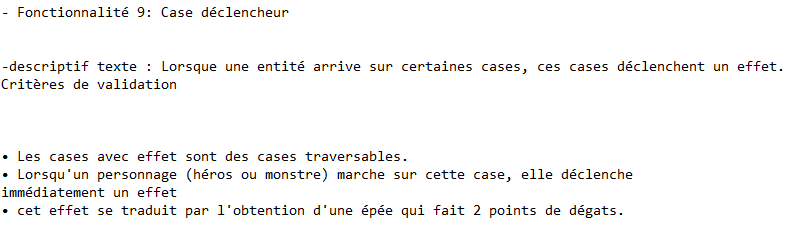 - Fonctionnalité 9: Case déclencheur
-descriptif texte : Lorsque une entité arrive sur certaines cases, ces cases déclenchent un effet.
Critères de validation
• Les cases avec effet sont des cases traversables.
• Lorsqu'un personnage (héros ou monstre) marche sur cette case, elle déclenche
immédiatement un effet
• cet effet se traduit par l'obtention d'une épée qui fait 2 points de dégats.